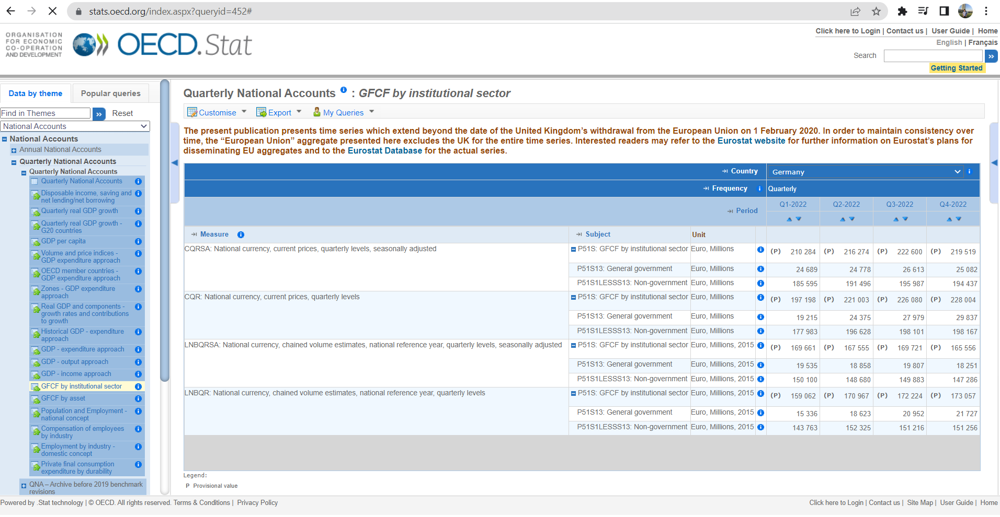 stats.oecd.org/index.aspx?queryid=452#
ORGANISATION
FOR ECONOMIC
CO-OPERATION
AND DEVELOPMENT
OECD.Stat
Click here to Login | Contact us | User Guide | Home
English | Français
Search
Getting Started
Data by theme
Popular queries
Find in Themes
Reset
National Accounts
National Accounts
Annual National Accounts
Quarterly National Accounts
Quarterly National Accounts
Quarterly National Accounts
Disposable income, saving and
net lending/net borrowing
Quarterly real GDP growth
Quarterly real GDP growth -
G20 countries
GDP per capita
Volume and price indices -
GDP expenditure approach
OECD member countries -
GDP expenditure approach
Zones - GDP expenditure
approach
Real GDP and components -
growth rates and contributions
to growth
Historical GDP - expenditure
approach
GDP - expenditure approach
GDP - output approach
GDP - income approach
GFCF by institutional sector
GFCF by asset
Population and Employment -
national concept
Compensation of employees
by industry
Employment by industry -
domestic concept
Private final consumption
expenditure by durability
QNA – Archive before 2019 benchmark
revisions
Quarterly National Accounts : GFCF by institutional sector
Customise Export My Queries
The present publication presents time series which extend beyond the date of the United Kingdom's withdrawal from the European Union on 1 February 2020. In order to maintain consistency over
time, the “European Union” aggregate presented here excludes the UK for the entire time series. Interested readers may refer to the Eurostat website for further information on Eurostat's plans for
disseminating EU aggregates and to the Eurostat Database for the actual series.
Country Germany
Frequency Quarterly
Period Q1-2022 Q2-2022 Q3-2022 Q4-2022
Measure Subject Unit
CQRSA: National currency, current prices, quarterly levels, seasonally adjusted P51S: GFCF by institutional sector Euro, Millions (P) 210 284 (P) 216 274 (P) 222 600 (P) 219 519
P51S13: General government Euro, Millions 24 689 24 778 26 613 25 082
P51S1LESSS13: Non-government Euro, Millions 185 595 191 496 195 987 194 437
CQR: National currency, current prices, quarterly levels P51S: GFCF by institutional sector Euro, Millions (P) 197 198 (P) 221 003 (P) 226 080 (P) 228 004
P51S13: General government Euro, Millions 19 215 24 375 27 979 29 837
P51S1LESSS13: Non-government Euro, Millions 177 983 196 628 198 101 198 167
LNBQRSA: National currency, chained volume estimates, national reference year, quarterly levels, seasonally adjusted P51S: GFCF by institutional sector Euro, Millions, 2015 (P) 169 661 (P) 167 555 (P) 169 721 (P) 165 556
P51S13: General government Euro, Millions, 2015 19 535 18 858 19 807 18 251
P51S1LESSS13: Non-government Euro, Millions, 2015 150 100 148 680 149 883 147 286
LNBQR: National currency, chained volume estimates, national reference year, quarterly levels P51S: GFCF by institutional sector Euro, Millions, 2015 (P) 159 062 (P) 170 967 (P) 172 224 (P) 173 057
P51S13: General government Euro, Millions, 2015 15 336 18 623 20 952 21 727
P51S1LESSS13: Non-government Euro, Millions, 2015 143 763 152 325 151 216 151 256
Legend:
P Provisional value
Powered by .Stat technology | © OECD. All rights reserved. Terms & Conditions | Privacy Policy
Click here to Login | Contact us | Site Map | User Guide | Home